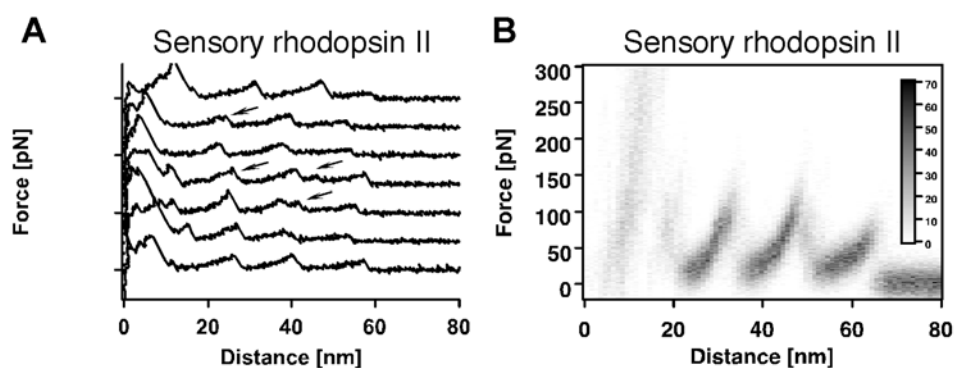 A
Sensory rhodopsin II
Force [pN]
0 20 40 60 80
Distance [nm]
B
Sensory rhodopsin II
Force [pN]
300
250
200
150
100
50
0
70
60
50
40
30
20
10
0
0 20 40 60 80
Distance [nm]